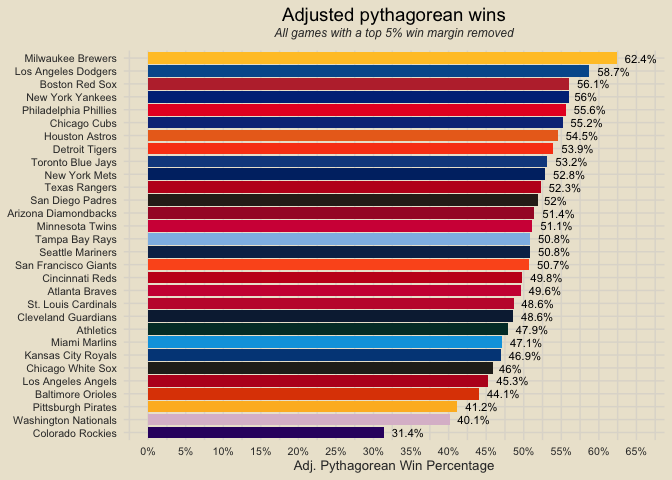 Adjusted pythagorean wins
All games with a top 5% win margin removed
Milwaukee Brewers 62.4%
Los Angeles Dodgers 58.7%
Boston Red Sox 56.1%
New York Yankees 56%
Philadelphia Phillies 55.6%
Chicago Cubs 55.2%
Houston Astros 54.5%
Detroit Tigers 53.9%
Toronto Blue Jays 53.2%
New York Mets 52.8%
Texas Rangers 52.3%
San Diego Padres 52%
Arizona Diamondbacks 51.4%
Minnesota Twins 51.1%
Tampa Bay Rays 50.8%
Seattle Mariners 50.8%
San Francisco Giants 50.7%
Cincinnati Reds 49.8%
Atlanta Braves 49.6%
St. Louis Cardinals 48.6%
Cleveland Guardians 48.6%
Athletics 47.9%
Miami Marlins 47.1%
Kansas City Royals 46.9%
Chicago White Sox 46%
Los Angeles Angels 45.3%
Baltimore Orioles 44.1%
Pittsburgh Pirates 41.2%
Washington Nationals 40.1%
Colorado Rockies 31.4%
0% 5% 10% 15% 20% 25% 30% 35% 40% 45% 50% 55% 60% 65%
Adj. Pythagorean Win Percentage